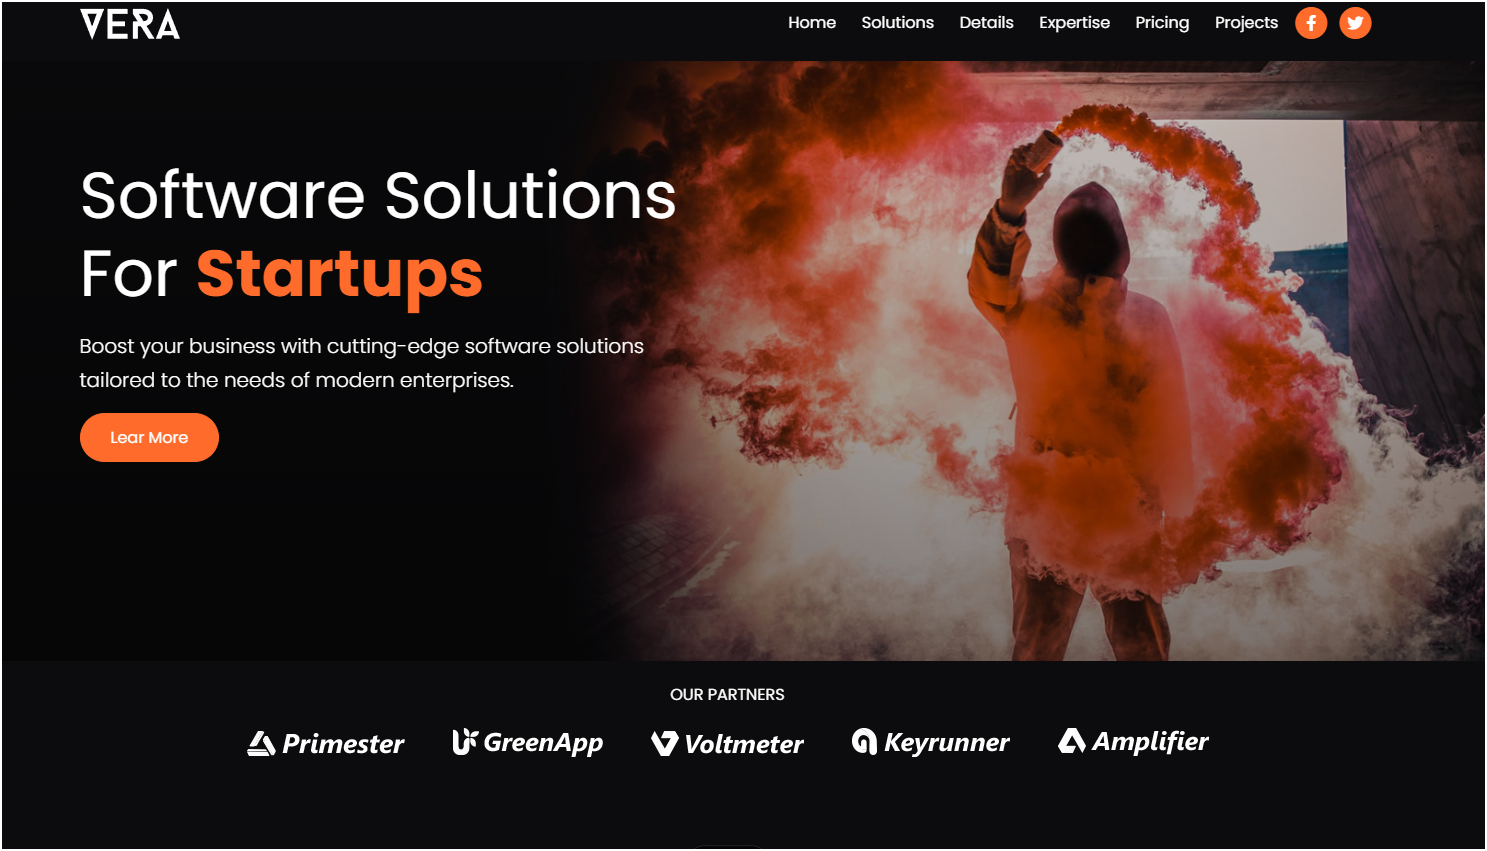 VERA
Home Solutions Details Expertise Pricing Projects
Software Solutions
For Startups
Boost your business with cutting-edge software solutions
tailored to the needs of modern enterprises.
Lear More
OUR PARTNERS
Primester GreenApp Voltmeter Keyrunner Amplifier